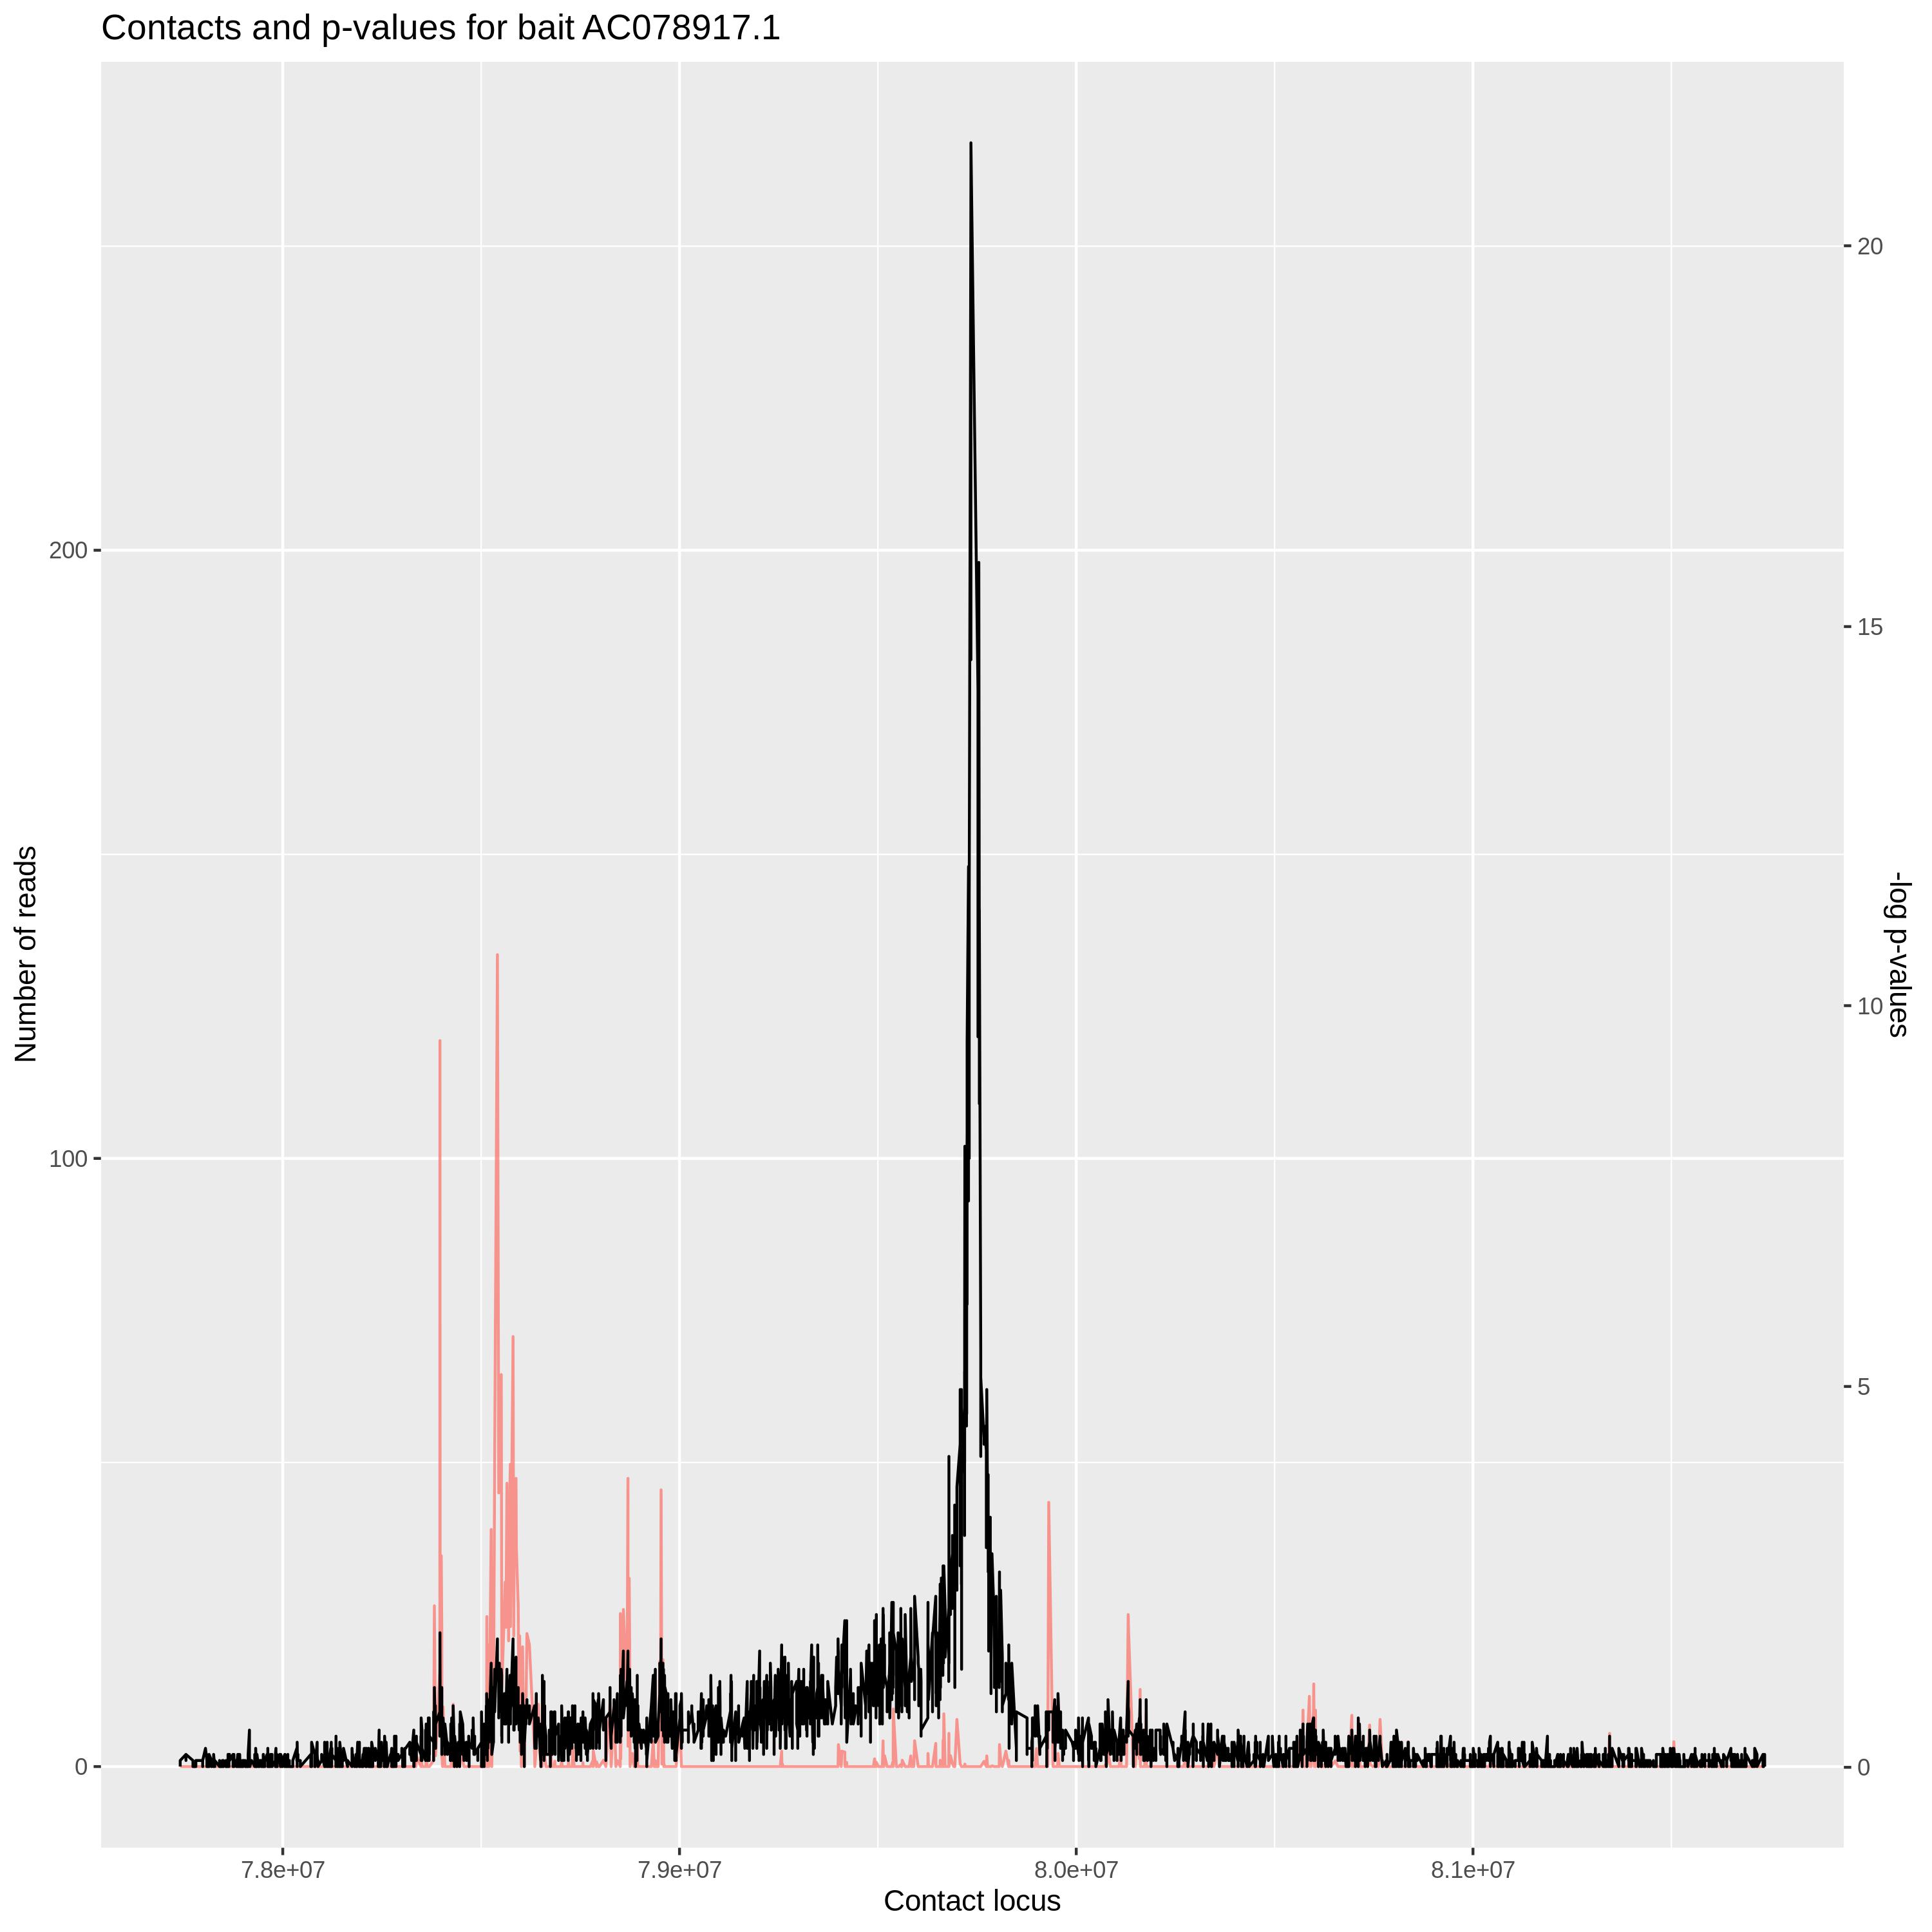 Contacts and p-values for bait AC078917.1
Number of reads
200
100
0
20
15
10
5
0
-log p-values
7.8e+07 7.9e+07 8.0e+07 8.1e+07
Contact locus